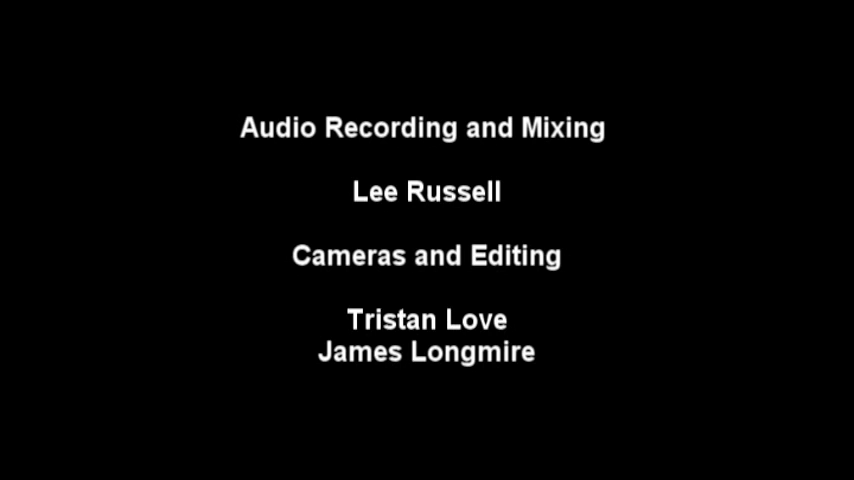 Audio Recording and Mixing
Lee Russell
Cameras and Editing
Tristan Love
James Longmire